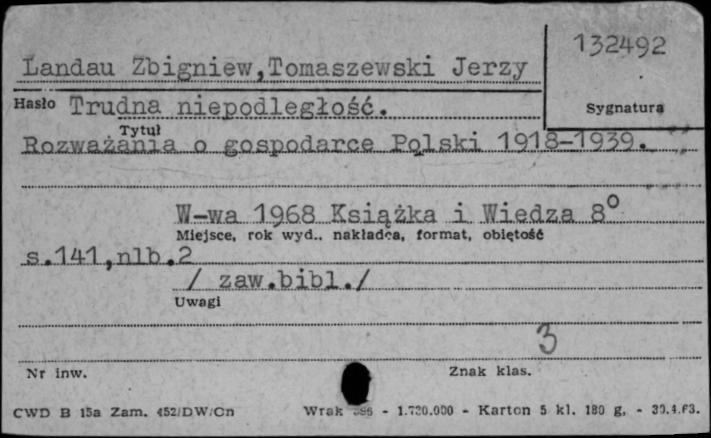 132492
Landau Zbigniew,Tomaszewski Jerzy
Hasło Trudna niepodległość.
Sygnatura
Tytuł
Rozważania o gospodarce Polski 1918-1939.
W-wa 1968 Książka i Wiedza 8°
Miejsce, rok wyd., nakładca, format, objętość
s.141,nlb.2
/ zaw.bibl./
Uwagi
3
Nr inw. Znak klas.
CWD B 15a Zam. 452/DW/Cn Wrak - 1.730.000 - Karton 5 kl. 180 g. - 30.4.63.